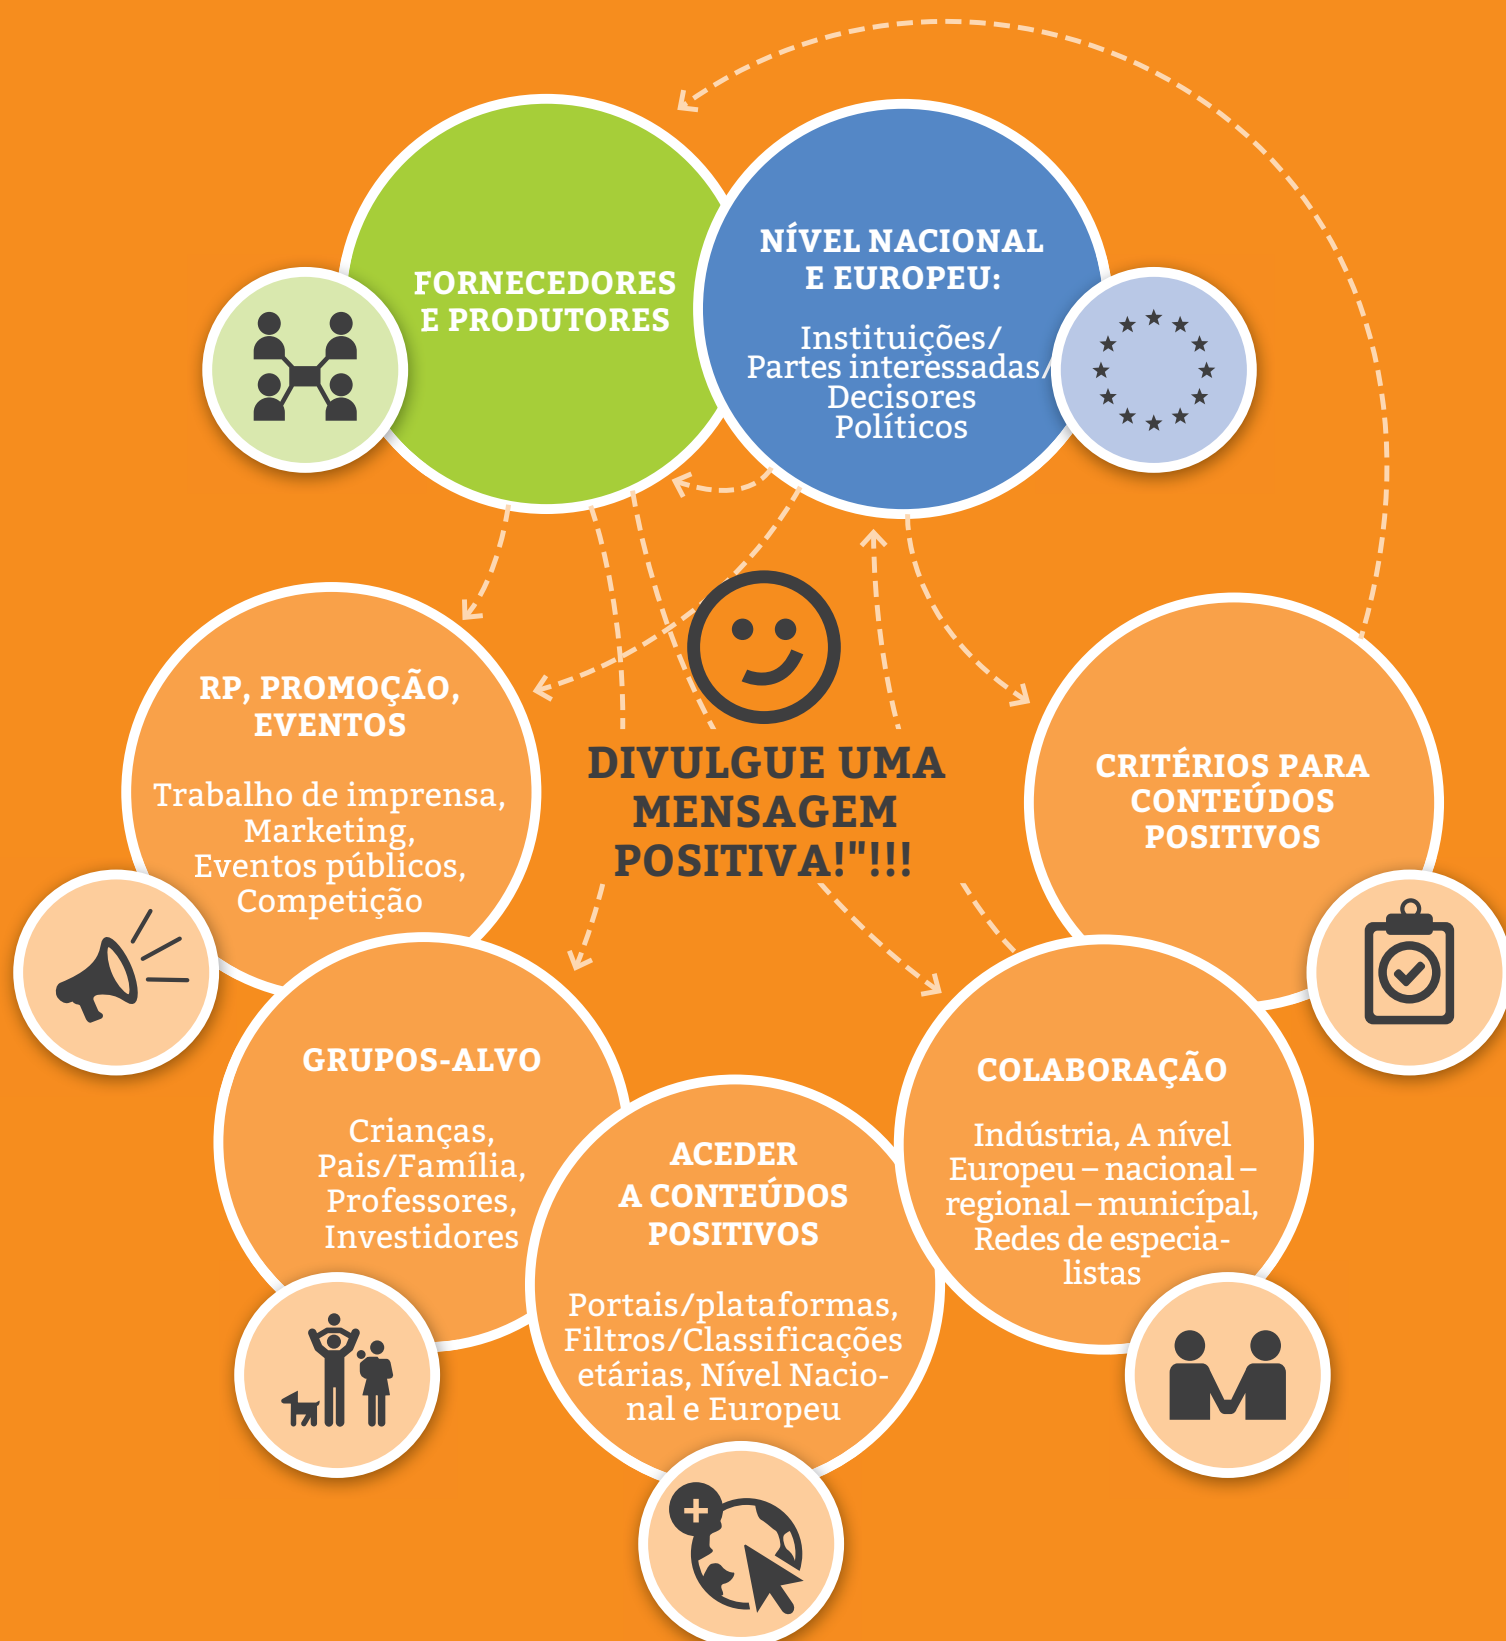 FORNECEDORES
E PRODUTORES
NÍVEL NACIONAL
E EUROPEU:
Instituições/
Partes interessadas/
Decisores
Políticos
RP, PROMOÇÃO,
EVENTOS
Trabalho de imprensa,
Marketing,
Eventos públicos,
Competição
DIVULGUE UMA
MENSAGEM
POSITIVA!"!!!
CRITÉRIOS PARA
CONTEÚDOS
POSITIVOS
GRUPOS-ALVO
Crianças,
Pais/Família,
Professores,
Investidores
ACEDER
A CONTEÚDOS
POSITIVOS
Portais/plataformas,
Filtros/Classificações
etárias, Nível Nacio-
nal e Europeu
COLABORAÇÃO
Indústria, A nível
Europeu – nacional –
regional – municípal,
Redes de especia-
listas